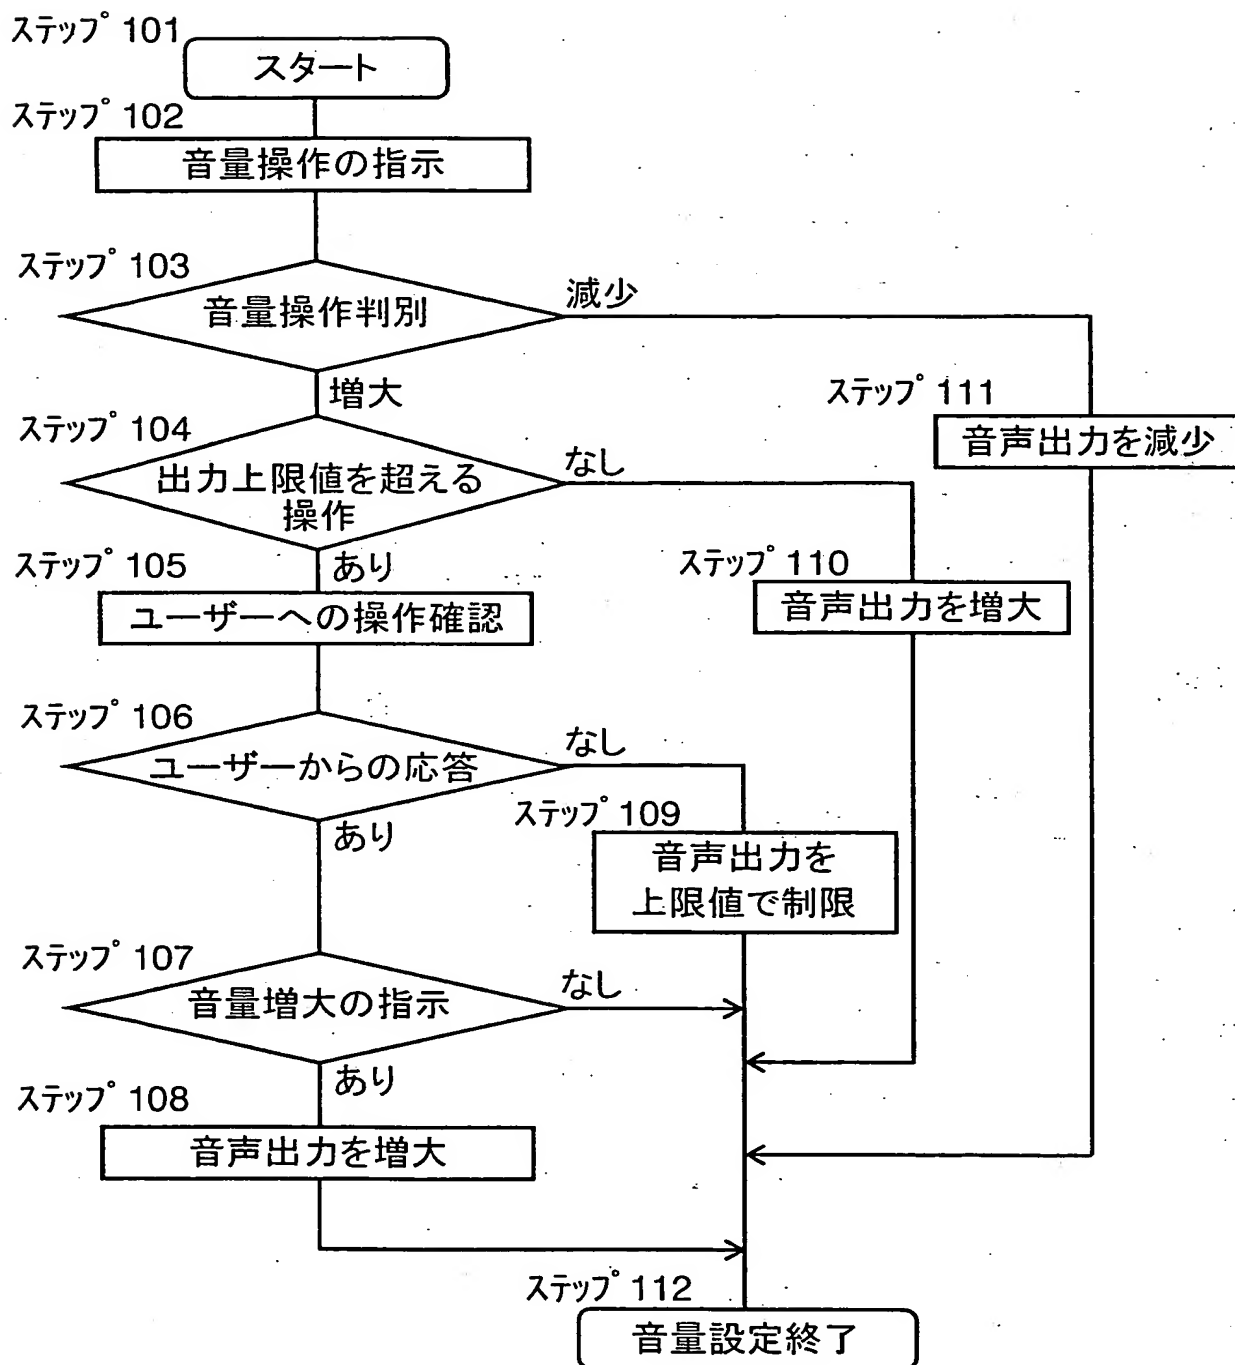 ステップ 101
スタート
ステップ 102
音量操作の指示
ステップ 103
音量操作判別
減少
増大
ステップ 111
音声出力を減少
ステップ 104
出力上限値を超える
操作
なし
あり
ステップ 110
音声出力を増大
ステップ 105
ユーザーへの操作確認
ステップ 106
ユーザーからの応答
なし
あり
ステップ 109
音声出力を
上限値で制限
ステップ 107
音量増大の指示
なし
あり
ステップ 108
音声出力を増大
ステップ 112
音量設定終了